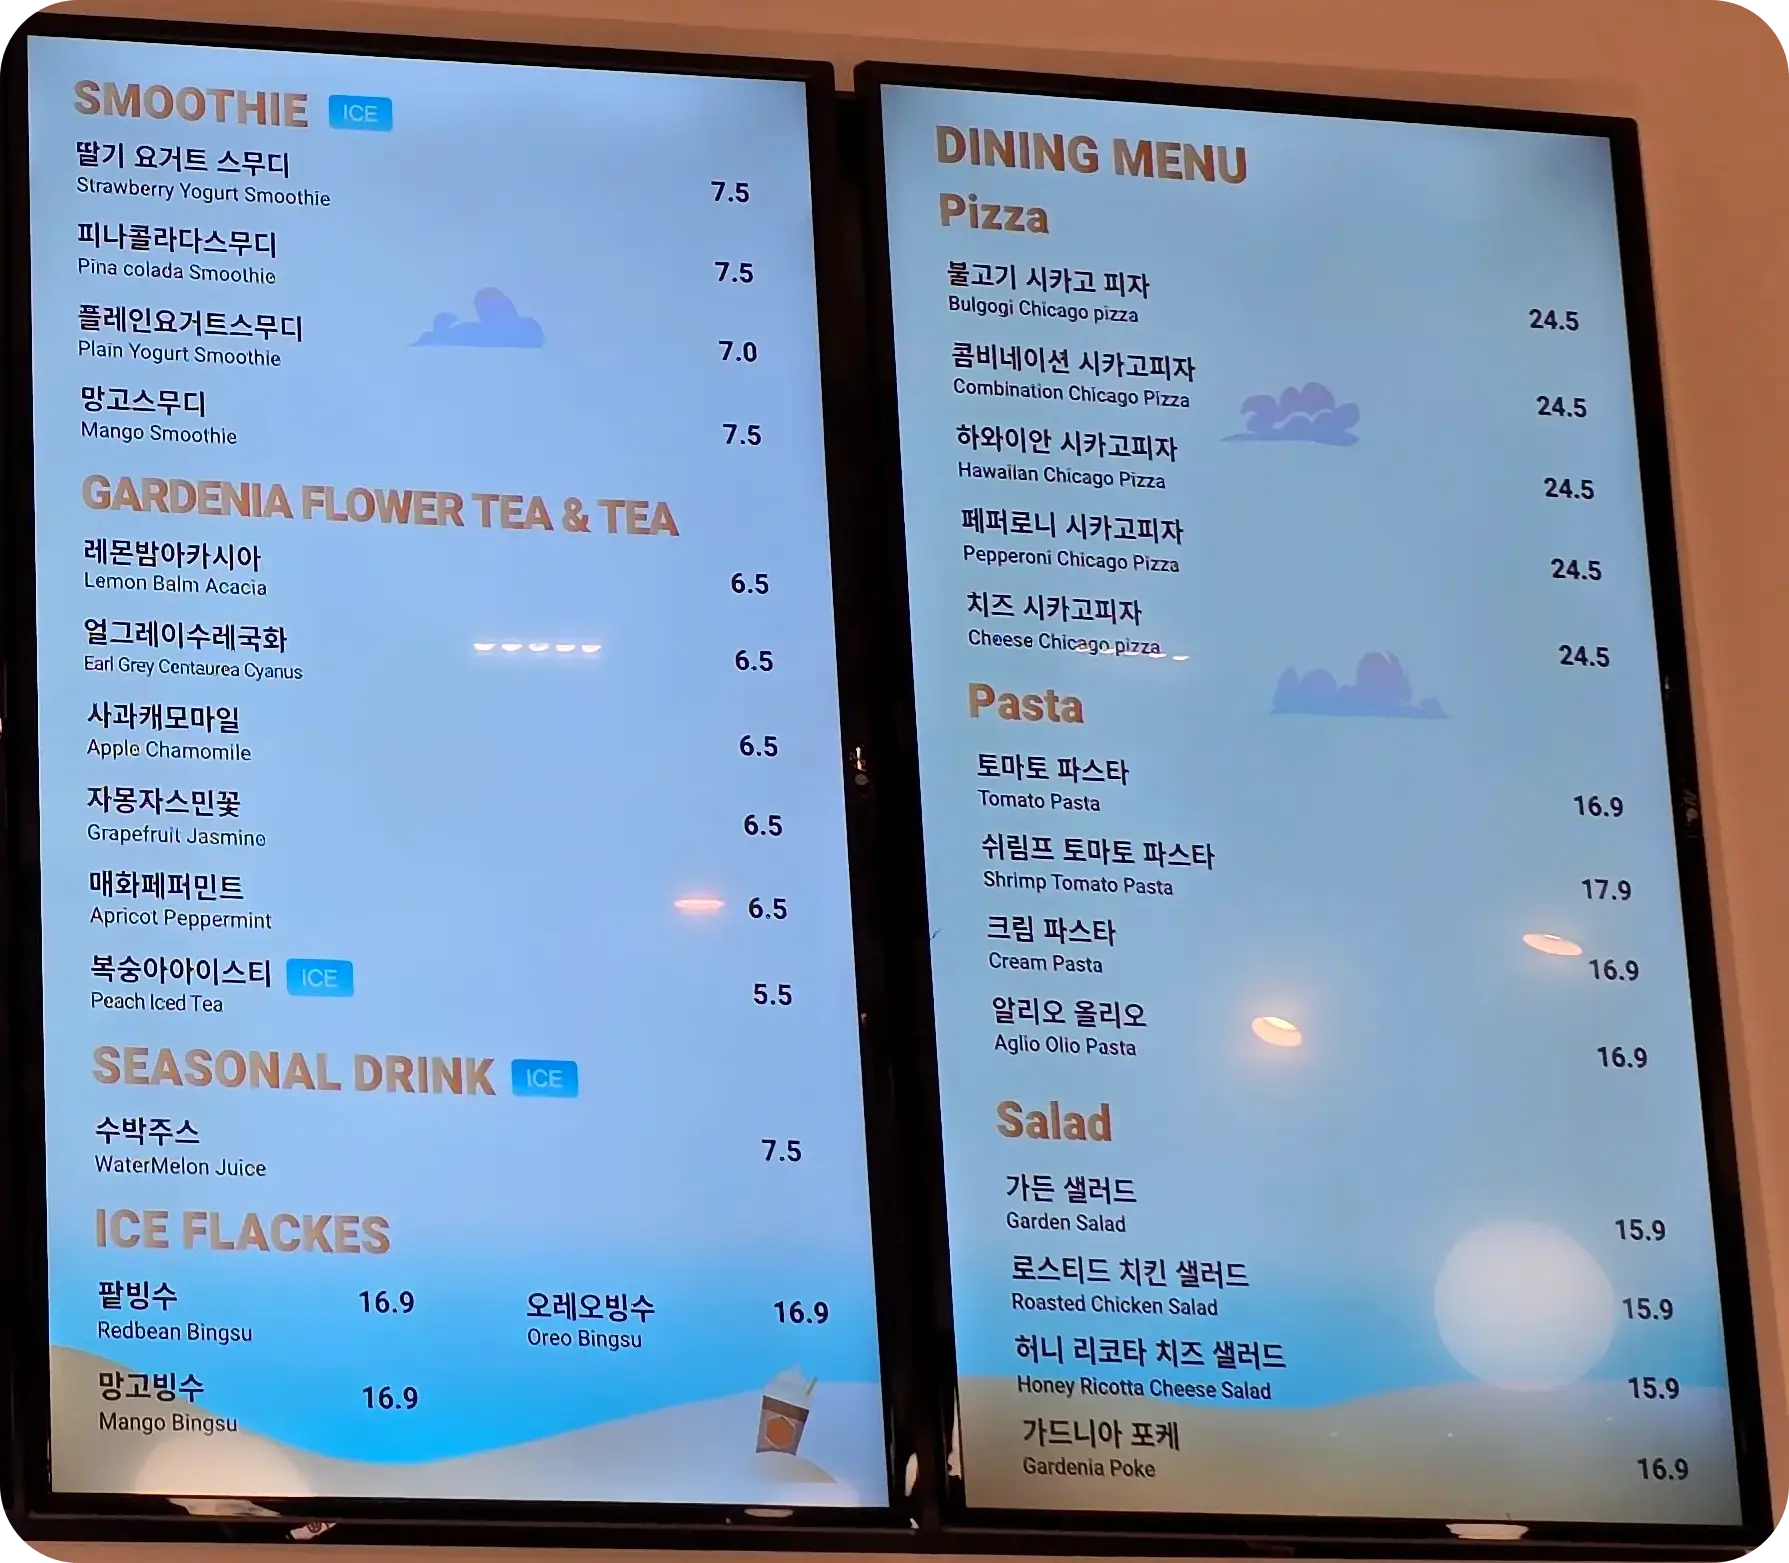 SMOOTHIE ICE
딸기 요거트 스무디
Strawberry Yogurt Smoothie
7.5
피나콜라다스무디
Pina colada Smoothie
7.5
플레인요거트스무디
Plain Yogurt Smoothie
7.0
망고스무디
Mango Smoothie
7.5
GARDENIA FLOWER TEA & TEA
레몬밤아카시아
Lemon Balm Acacia
6.5
얼그레이수레국화
Earl Grey Centaurea Cyanus
6.5
사과캐모마일
Apple Chamomile
6.5
자몽자스민꽃
Grapefruit Jasmine
6.5
매화페퍼민트
Apricot Peppermint
6.5
복숭아아이스티 ICE
Peach Iced Tea
5.5
SEASONAL DRINK ICE
수박주스
WaterMelon Juice
7.5
ICE FLACKES
팥빙수 16.9
Redbean Bingsu
오레오빙수 16.9
Oreo Bingsu
망고빙수 16.9
Mango Bingsu
DINING MENU
Pizza
불고기 시카고 피자
Bulgogi Chicago pizza
24.5
콤비네이션 시카고피자
Combination Chicago Pizza
24.5
하와이안 시카고피자
Hawaiian Chicago Pizza
24.5
페퍼로니 시카고피자
Pepperoni Chicago Pizza
24.5
치즈 시카고피자
Cheese Chicago pizza
24.5
Pasta
토마토 파스타
Tomato Pasta
16.9
쉬림프 토마토 파스타
Shrimp Tomato Pasta
17.9
크림 파스타
Cream Pasta
16.9
알리오 올리오
Aglio Olio Pasta
16.9
Salad
가든 샐러드
Garden Salad
15.9
로스티드 치킨 샐러드
Roasted Chicken Salad
15.9
허니 리코타 치즈 샐러드
Honey Ricotta Cheese Salad
15.9
가드니아 포케
Gardenia Poke
16.9